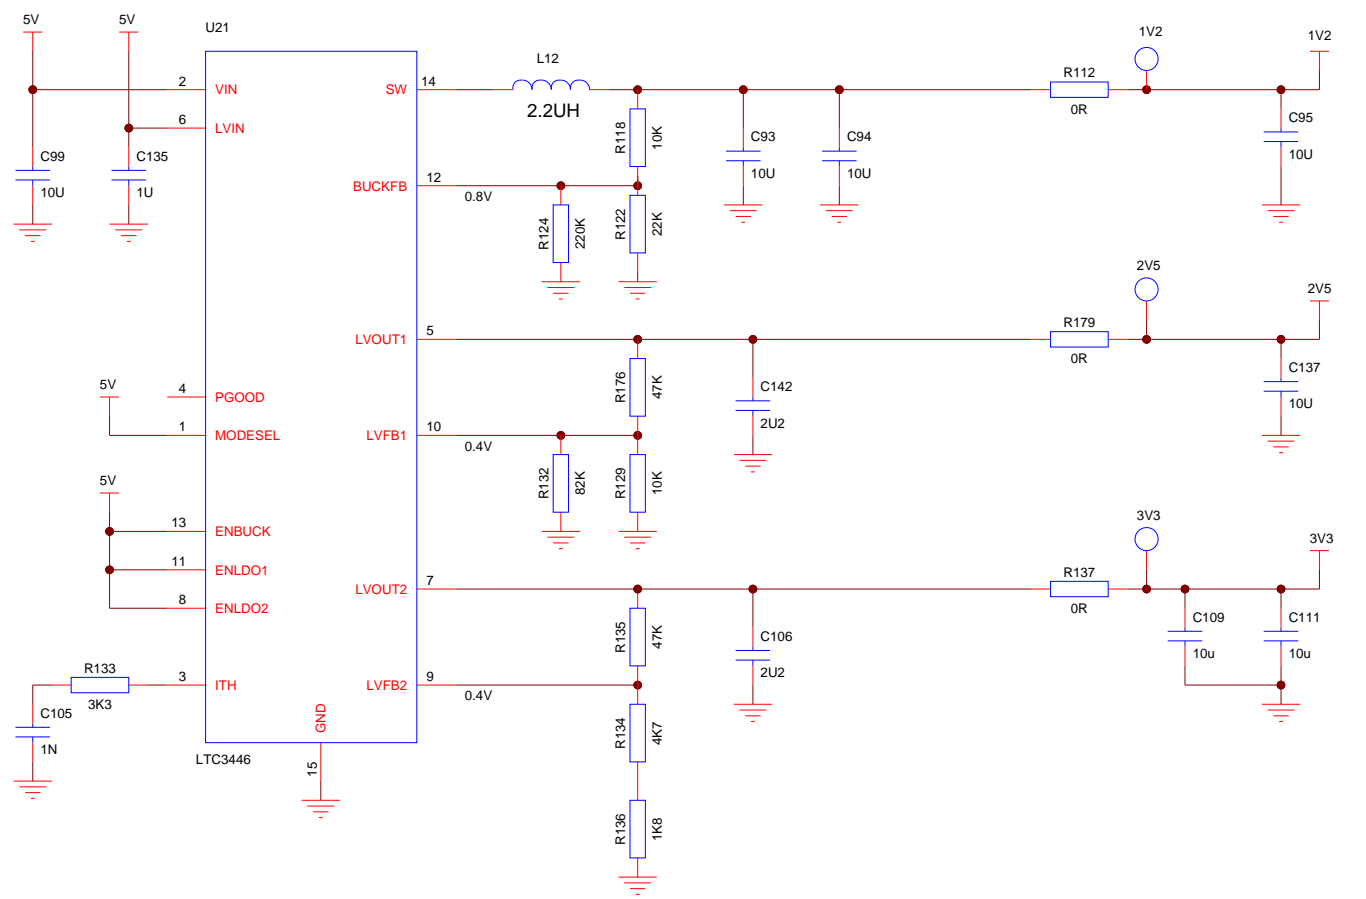 5V
5V
U21
L12
1V2
1V2
2
VIN
SW
14
2.2UH
R112
0R
6
LVIN
C99
10U
C135
1U
R118
10K
C93
10U
C94
10U
C95
10U
BUCKFB
12
0.8V
R124
220K
R122
22K
2V5
2V5
LVOUT1
5
R179
0R
R176
47K
C142
2U2
C137
10U
5V
4
PGOOD
1
MODESEL
LVFB1
10
0.4V
R132
82K
R129
10K
5V
13
ENBUCK
11
ENLDO1
8
ENLDO2
3V3
3V3
LVOUT2
7
R137
0R
R135
47K
C106
2U2
C109
10u
C111
10u
R133
3K3
3
ITH
LVFB2
9
0.4V
C105
1N
GND
15
LTC3446
R134
4K7
R136
1K8